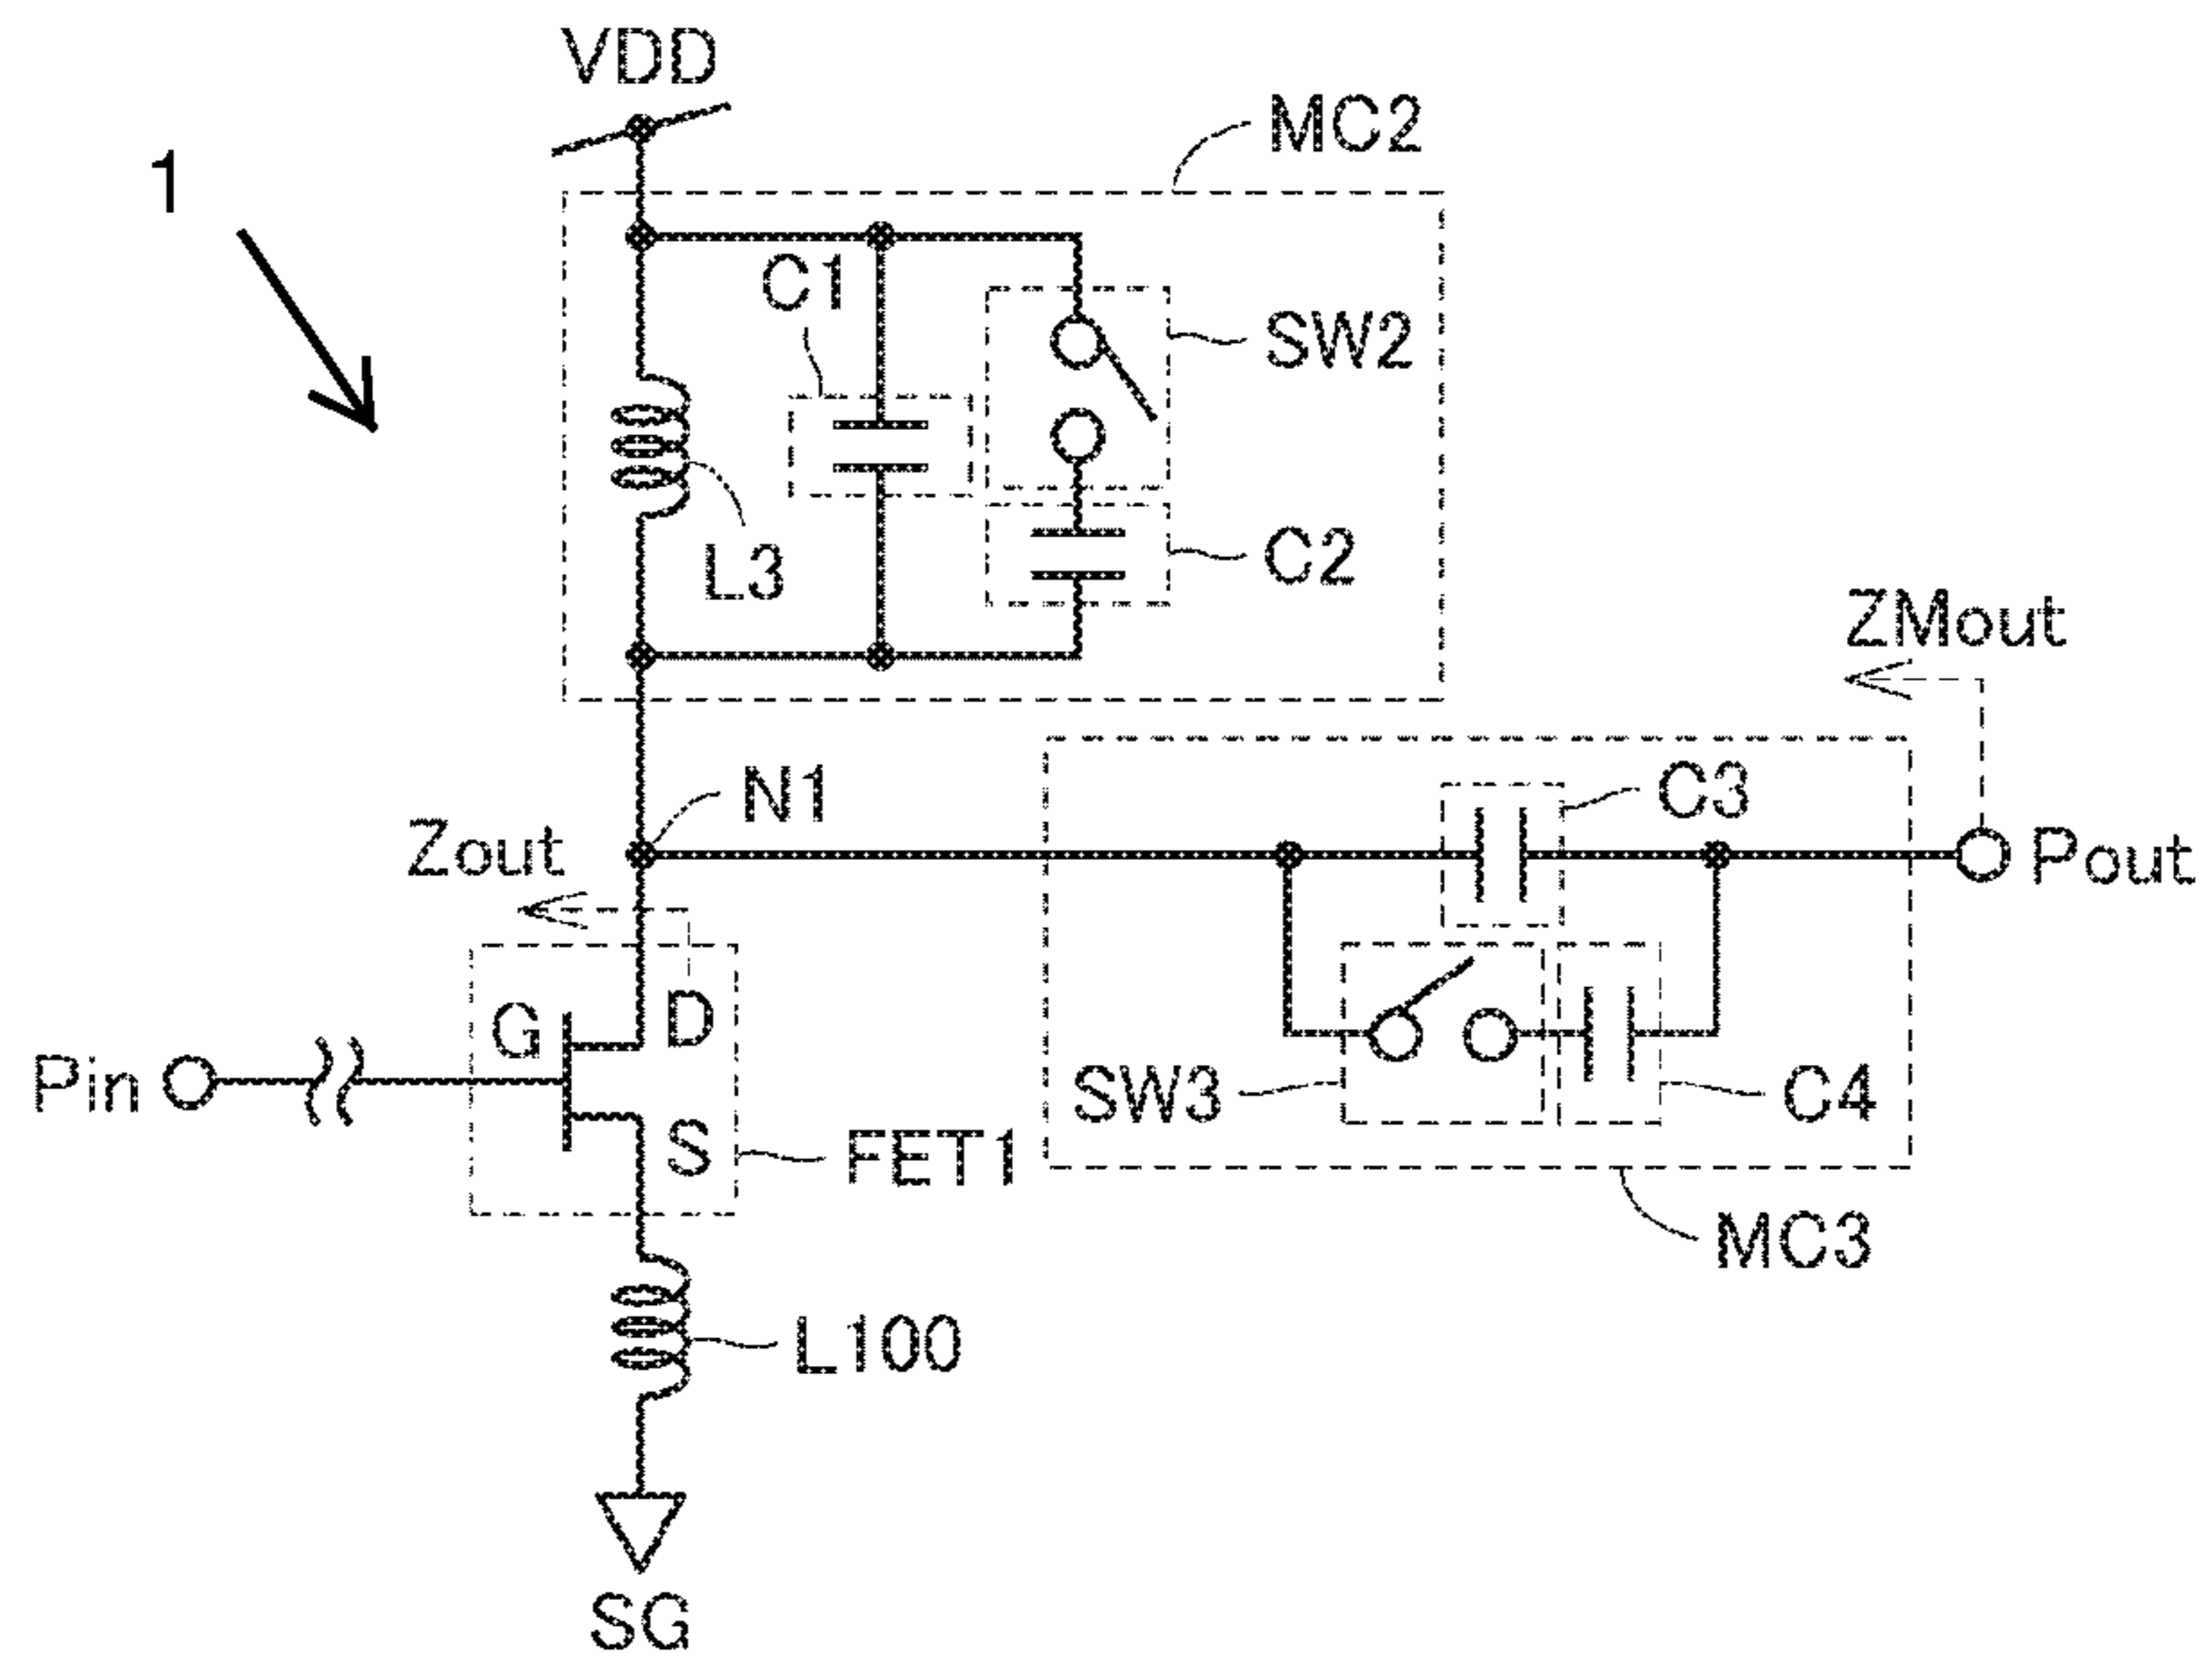 VDD
MC2
1
C1
SW2
L3
C2
ZMout
N1
C3
Zout
Pout
G
D
Pin
SW3
C4
S
FET1
MC3
L100
SG